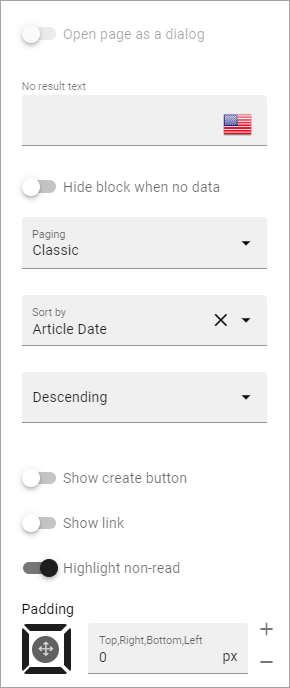 Open page as a dialog
No result text
Hide block when no data
Paging
Classic
Sort by
Article Date
Descending
Show create button
Show link
Highlight non-read
Padding
Top,Right,Bottom,Left
0 px